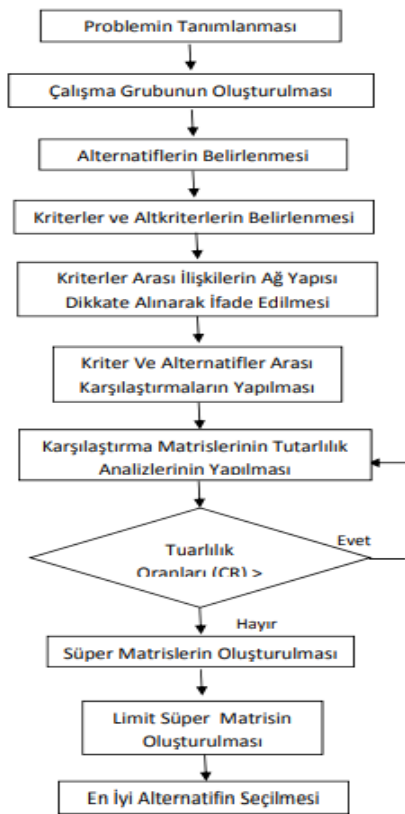 Problemin Tanımlanması
Çalışma Grubunun Oluşturulması
Alternatiflerin Belirlenmesi
Kriterler ve Altkriterlerin Belirlenmesi
Kriterler Arası İlişkilerin Ağ Yapısı
Dikkate Alınarak İfade Edilmesi
Kriter Ve Alternatifler Arası
Karşılaştırmaların Yapılması
Karşılaştırma Matrislerinin Tutarlılık
Analizlerinin Yapılması
Tuarlılık
Oranları (CR) >
Evet
Hayır
Süper Matrislerin Oluşturulması
Limit Süper Matrisin
Oluşturulması
En İyi Alternatifin Seçilmesi